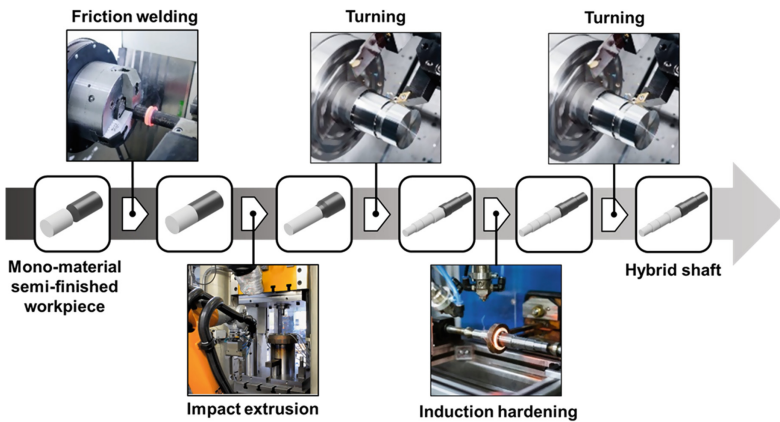 Friction welding
Turning
Turning
Mono-material
semi-finished
workpiece
Hybrid shaft
Impact extrusion
Induction hardening